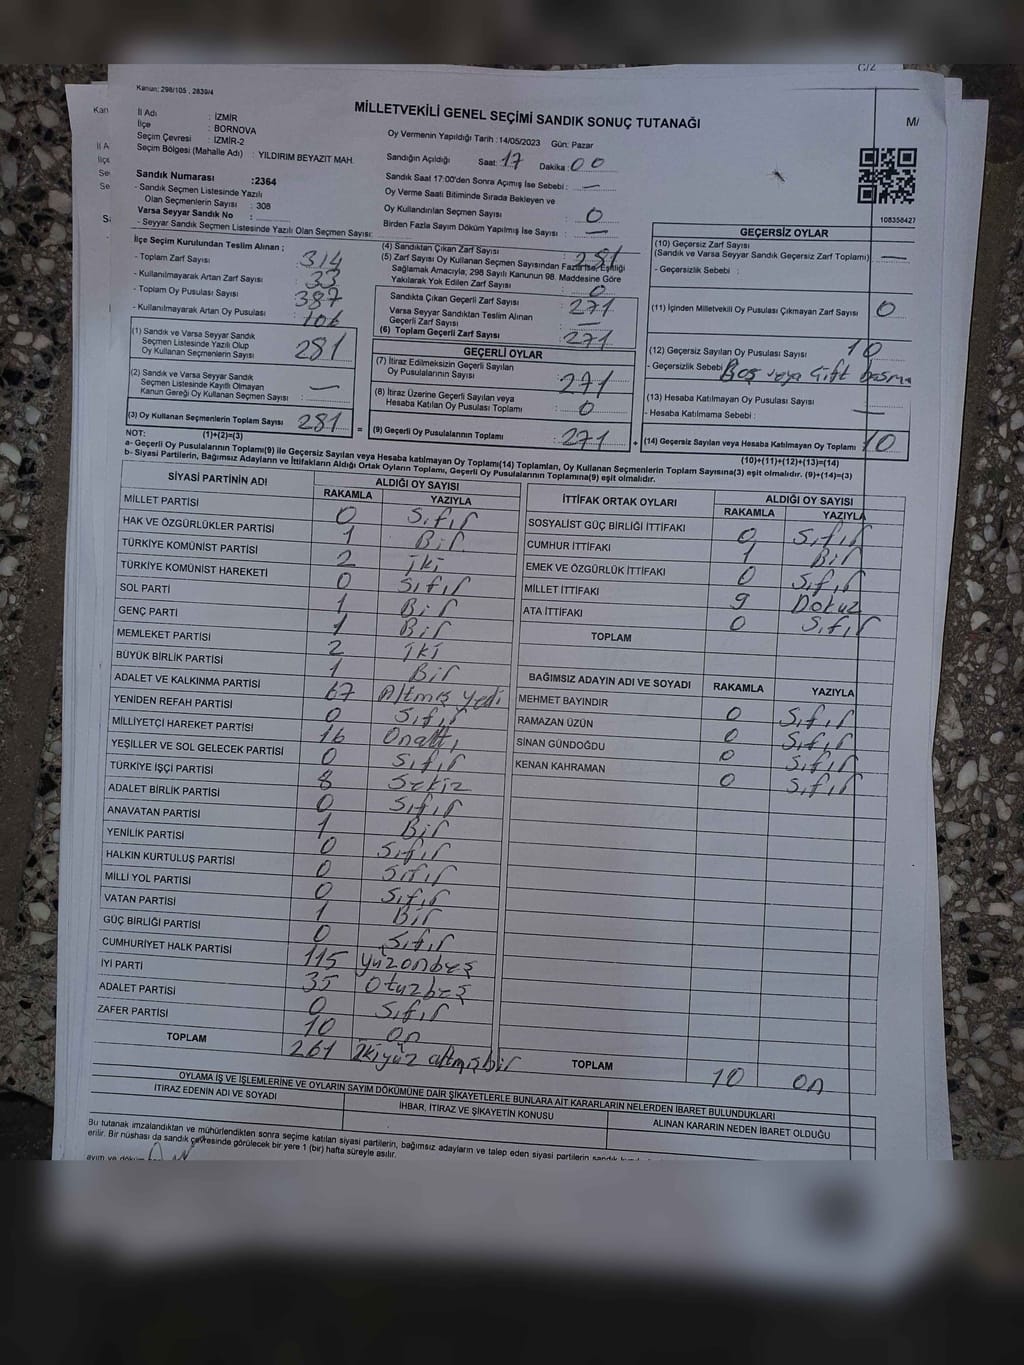 G/2
Kanun: 298/105 , 2839/4
MİLLETVEKİLİ GENEL SEÇİMİ SANDIK SONUÇ TUTANAĞI
M/
İl Adı : İZMİR
İlçe : BORNOVA
Seçim Çevresi : İZMİR-2
Seçim Bölgesi (Mahalle Adı) : YILDIRIM BEYAZIT MAH.
Oy Vermenin Yapıldığı Tarih : 14/05/2023 Gün: Pazar
Sandığın Açıldığı Saat: 17 Dakika: 00
Sandık Saat 17:00'den Sonra Açımış İse Sebebi : —
Oy Verme Saati Bitiminde Sırada Bekleyen ve
Oy Kullandırılan Seçmen Sayısı : 0
Birden Fazla Sayım Döküm Yapılmış İse Sayısı : —
108358427
Sandık Numarası :2364
- Sandık Seçmen Listesinde Yazılı
Olan Seçmenlerin Sayısı : 308
Varsa Seyyar Sandık No :
- Seyyar Sandık Seçmen Listesinde Yazılı Olan Seçmen Sayısı:
İlçe Seçim Kurulundan Teslim Alınan ;
- Toplam Zarf Sayısı : 314
- Kullanılmayarak Artan Zarf Sayısı : 33
- Toplam Oy Pusulası Sayısı : 387
- Kullanılmayarak Artan Oy Pusulası : 106
(1) Sandık ve Varsa Seyyar Sandık
Seçmen Listesinde Yazılı Olup
Oy Kullanan Seçmenlerin Sayısı : 281
(2) Sandık ve Varsa Seyyar Sandık
Seçmen Listesinde Kayıtlı Olmayan
Kanun Gereği Oy Kullanan Seçmen Sayısı : —
(3) Oy Kullanan Seçmenlerin Toplam Sayısı : 281
(1)+(2)=(3)
(4) Sandıktan Çıkan Zarf Sayısı : 281
(5) Zarf Sayısı Oy Kullanan Seçmen Sayısından Fazla ise, Eşitliği
Sağlamak Amacıyla, 298 Sayılı Kanunun 98. Maddesine Göre
Yakılarak Yok Edilen Zarf Sayısı : 0
Sandıkta Çıkan Geçerli Zarf Sayısı : 271
Varsa Seyyar Sandıktan Teslim Alınan
Geçerli Zarf Sayısı : —
(6) Toplam Geçerli Zarf Sayısı : 271
GEÇERLİ OYLAR
(7) İtiraz Edilmeksizin Geçerli Sayılan
Oy Pusulalarının Sayısı : 271
(8) İtiraz Üzerine Geçerli Sayılan veya
Hesaba Katılan Oy Pusulası Toplamı : 0
= (9) Geçerli Oy Pusulalarının Toplamı : 271
GEÇERSİZ OYLAR
(10) Geçersiz Zarf Sayısı
(Sandık ve Varsa Seyyar Sandık Geçersiz Zarf Toplamı) : —
- Geçersizlik Sebebi :
(11) İçinden Milletvekili Oy Pusulası Çıkmayan Zarf Sayısı : 0
(12) Geçersiz Sayılan Oy Pusulası Sayısı : 10
- Geçersizlik Sebebi : Boş veya çift basma
(13) Hesaba Katılmayan Oy Pusulası Sayısı : —
- Hesaba Katılmama Sebebi :
+ (14) Geçersiz Sayılan veya Hesaba Katılmayan Oy Toplamı : 10
(10)+(11)+(12)+(13)=(14)
NOT:
a- Geçerli Oy Pusulalarının Toplamı(9) ile Geçersiz Sayılan veya Hesaba katılmayan Oy Toplamı(14) Toplamları, Oy Kullanan Seçmenlerin Toplam Sayısına(3) eşit olmalıdır. (9)+(14)=(3)
b- Siyasi Partilerin, Bağımsız Adayların ve İttifakların Aldığı Ortak Oyların Toplamı, Geçerli Oy Pusulalarının Toplamına(9) eşit olmalıdır.
SİYASİ PARTİNİN ADI ALDIĞI OY SAYISI
RAKAMLA YAZIYLA
MİLLET PARTİSİ 0 Sıfır
HAK VE ÖZGÜRLÜKLER PARTİSİ 1 Bir
TÜRKİYE KOMÜNİST PARTİSİ 2 iki
TÜRKİYE KOMÜNİST HAREKETİ 0 Sıfır
SOL PARTİ 1 Bir
GENÇ PARTİ 1 Bir
MEMLEKET PARTİSİ 2 iki
BÜYÜK BİRLİK PARTİSİ 1 Bir
ADALET VE KALKINMA PARTİSİ 67 Altmış yedi
YENİDEN REFAH PARTİSİ 0 Sıfır
MİLLİYETÇİ HAREKET PARTİSİ 16 Onaltı
YEŞİLLER VE SOL GELECEK PARTİSİ 0 Sıfır
TÜRKİYE İŞÇİ PARTİSİ 8 Sekiz
ADALET BİRLİK PARTİSİ 0 Sıfır
ANAVATAN PARTİSİ 1 Bir
YENİLİK PARTİSİ 0 Sıfır
HALKIN KURTULUŞ PARTİSİ 0 Sıfır
MİLLİ YOL PARTİSİ 0 Sıfır
VATAN PARTİSİ 1 Bir
GÜÇ BİRLİĞİ PARTİSİ 0 Sıfır
CUMHURİYET HALK PARTİSİ 115 yüzonbeş
İYİ PARTİ 35 Otuzbeş
ADALET PARTİSİ 0 Sıfır
ZAFER PARTİSİ 10 On
TOPLAM 261 İkiyüz altmışbir
İTTİFAK ORTAK OYLARI ALDIĞI OY SAYISI
RAKAMLA YAZIYLA
SOSYALİST GÜÇ BİRLİĞİ İTTİFAKI 0 Sıfır
CUMHUR İTTİFAKI 1 Bir
EMEK VE ÖZGÜRLÜK İTTİFAKI 0 Sıfır
MİLLET İTTİFAKI 9 Dokuz
ATA İTTİFAKI 0 Sıfır
TOPLAM
BAĞIMSIZ ADAYIN ADI VE SOYADI RAKAMLA YAZIYLA
MEHMET BAYINDIR 0 Sıfır
RAMAZAN ÜZÜN 0 Sıfır
SİNAN GÜNDOĞDU 0 Sıfır
KENAN KAHRAMAN 0 Sıfır
TOPLAM 10 on
OYLAMA İŞ VE İŞLEMLERİNE VE OYLARIN SAYIM DÖKÜMÜNE DAİR ŞİKAYETLERLE BUNLARA AİT KARARLARIN NELERDEN İBARET BULUNDUKLARI
İTİRAZ EDENİN ADI VE SOYADI İHBAR, İTİRAZ VE ŞİKAYETİN KONUSU ALINAN KARARIN NEDEN İBARET OLDUĞU
Bu tutanak imzalandıktan ve mühürlendikten sonra seçime katılan siyasi partilerin, bağımsız adayların ve talep eden siyasi partilerin sandık
erilir. Bir nüshası da sandık çevresinde görülecek bir yere 1 (bir) hafta süreyle asılır.